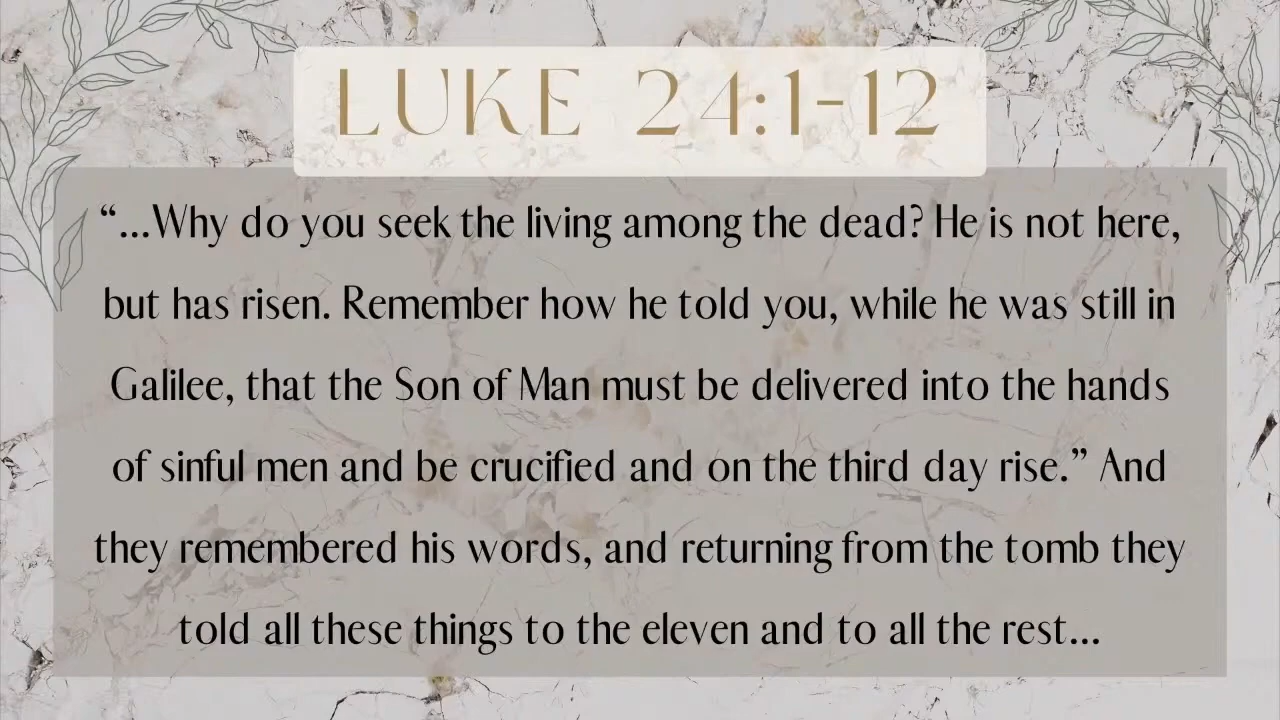 LUKE 24:1-12
“...Why do you seek the living among the dead? He is not here,
but has risen. Remember how he told you, while he was still in
Galilee, that the Son of Man must be delivered into the hands
of sinful men and be crucified and on the third day rise.” And
they remembered his words, and returning from the tomb they
told all these things to the eleven and to all the rest...